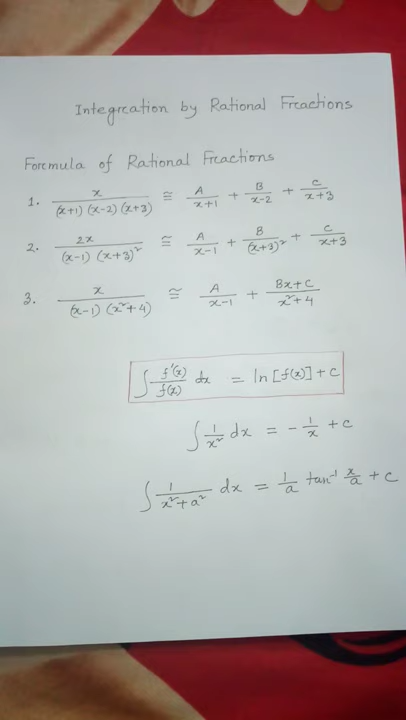 Integration by Rational Fractions
Formula of Rational Fractions
1. x/((x+1)(x-2)(x+3)) ≅ A/(x+1) + B/(x-2) + C/(x+3)
2. 2x/((x-1)(x+3)²) ≅ A/(x-1) + B/(x+3)² + C/(x+3)
3. x/((x-1)(x²+4)) ≅ A/(x-1) + (Bx+C)/(x²+4)
∫ f'(x)/f(x) dx = ln [f(x)] + C
∫ 1/x² dx = - 1/x + C
∫ 1/(x²+a²) dx = 1/a tan⁻¹ x/a + C